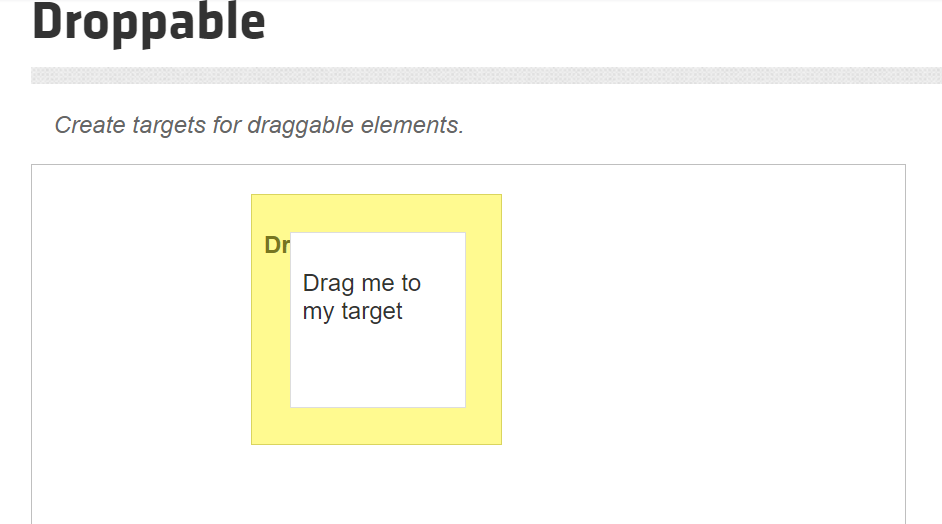 Droppable
Create targets for draggable elements.
Dr
Drag me to
my target